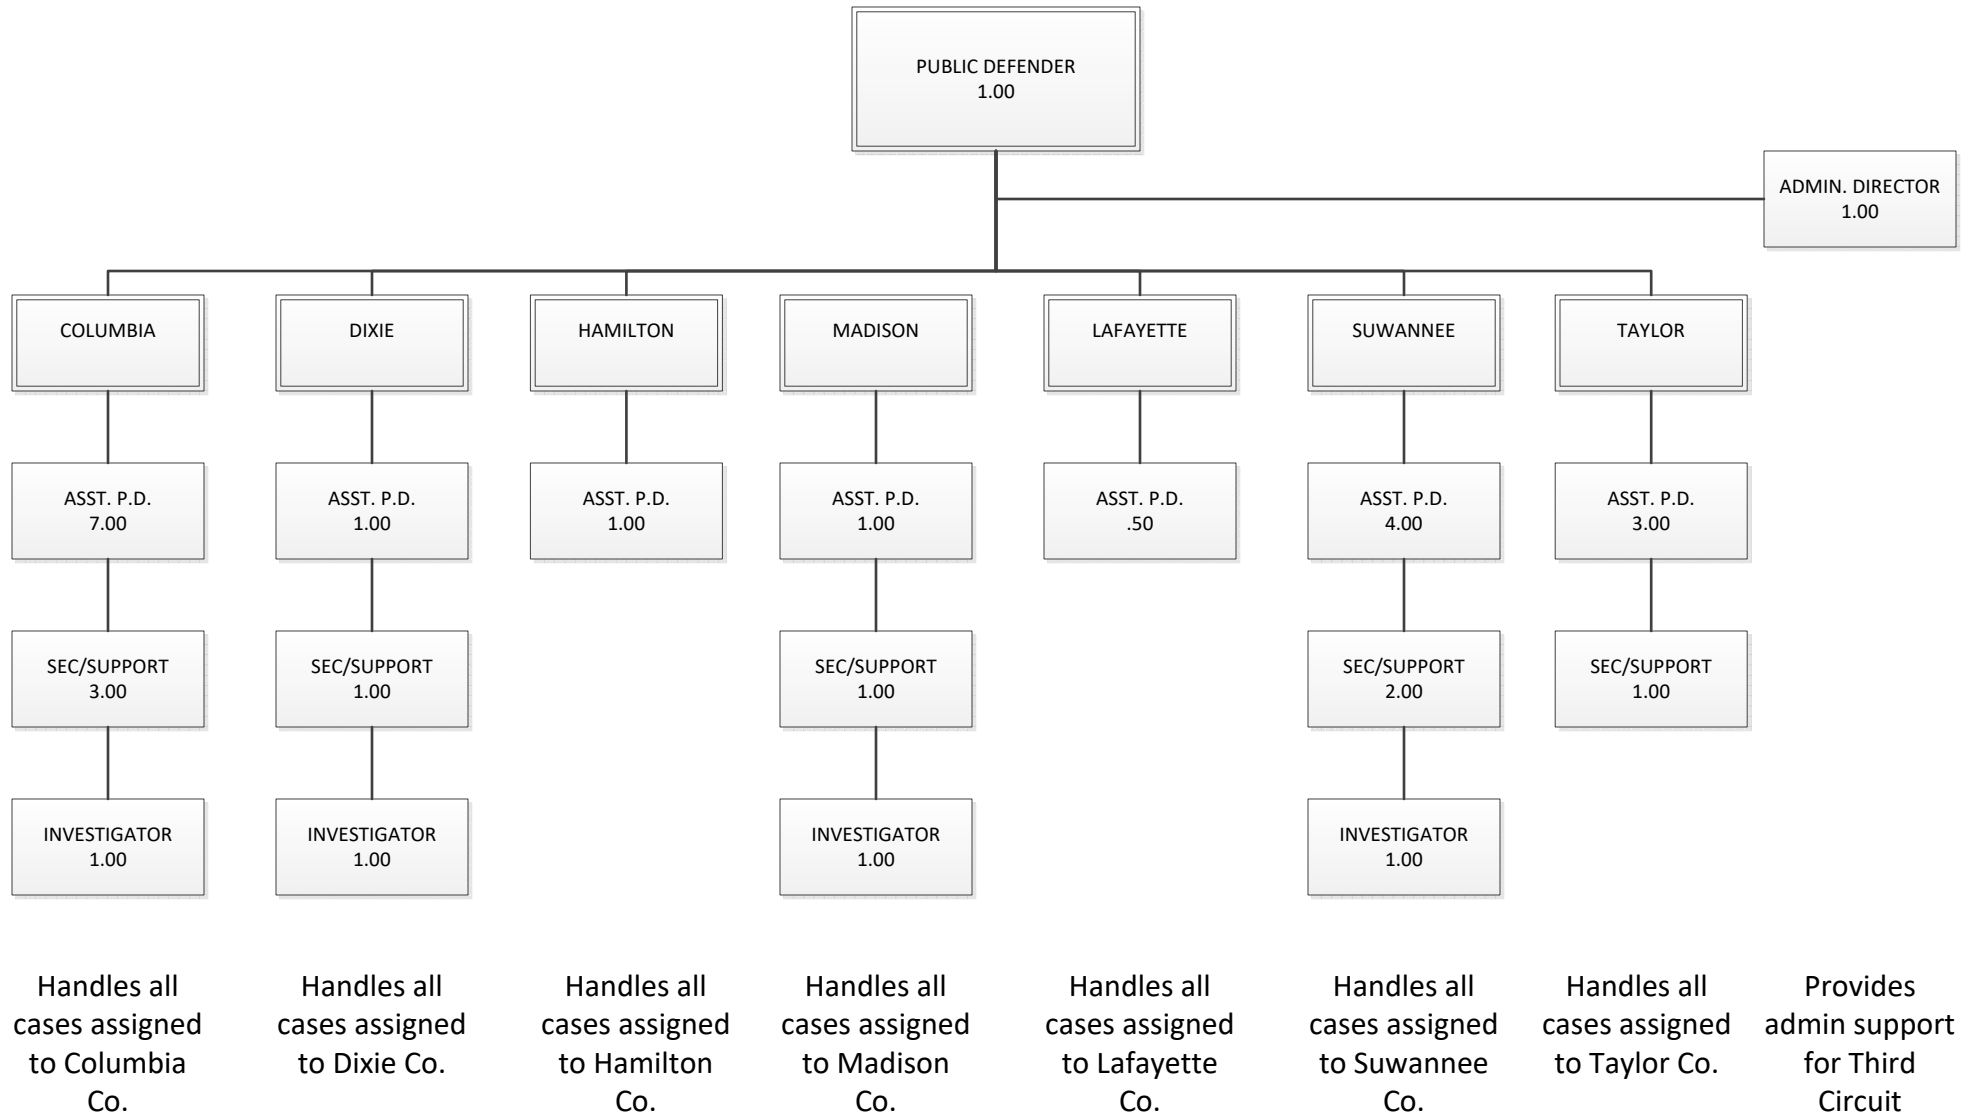 PUBLIC DEFENDER
1.00
ADMIN. DIRECTOR
1.00
COLUMBIA
DIXIE
HAMILTON
MADISON
LAFAYETTE
SUWANNEE
TAYLOR
ASST. P.D.
7.00
ASST. P.D.
1.00
ASST. P.D.
1.00
ASST. P.D.
1.00
ASST. P.D.
.50
ASST. P.D.
4.00
ASST. P.D.
3.00
SEC/SUPPORT
3.00
SEC/SUPPORT
1.00
SEC/SUPPORT
1.00
SEC/SUPPORT
2.00
SEC/SUPPORT
1.00
INVESTIGATOR
1.00
INVESTIGATOR
1.00
INVESTIGATOR
1.00
INVESTIGATOR
1.00
Handles all
cases assigned
to Columbia
Co.
Handles all
cases assigned
to Dixie Co.
Handles all
cases assigned
to Hamilton
Co.
Handles all
cases assigned
to Madison
Co.
Handles all
cases assigned
to Lafayette
Co.
Handles all
cases assigned
to Suwannee
Co.
Handles all
cases assigned
to Taylor Co.
Provides
admin support
for Third
Circuit